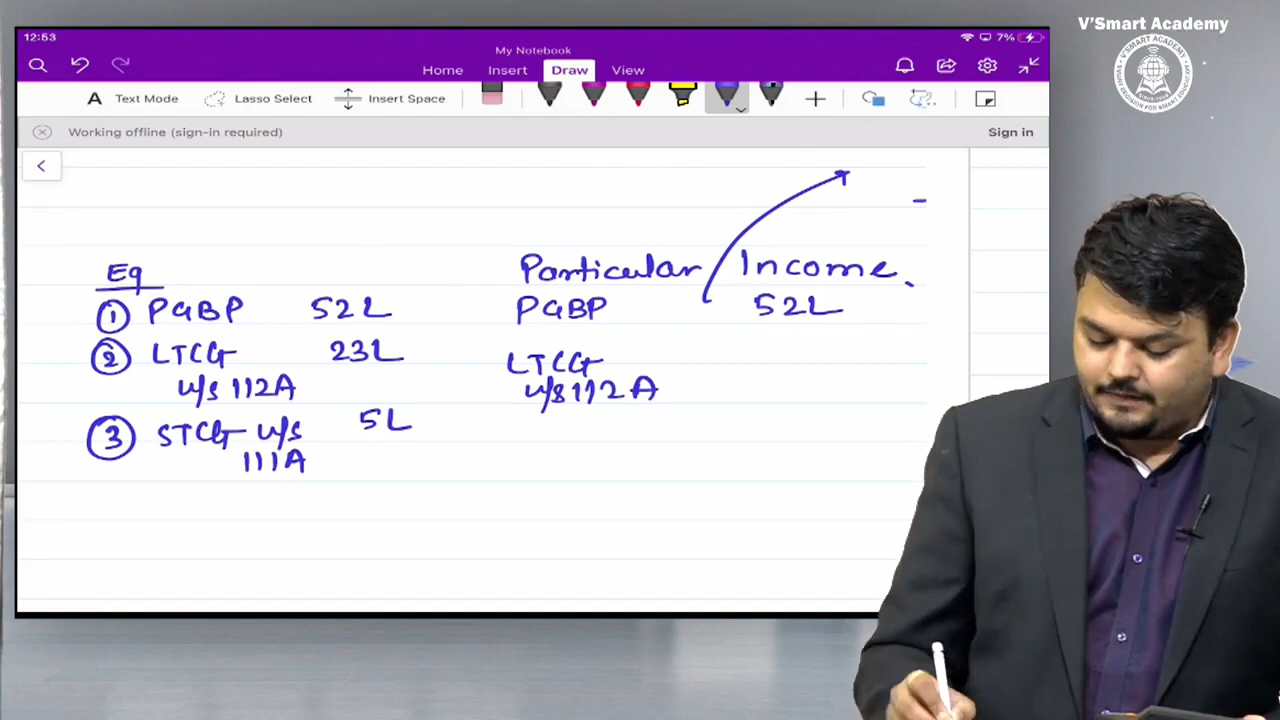 V'Smart Academy
12:53
7%
My Notebook
Home Insert Draw View
Text Mode Lasso Select Insert Space
Working offline (sign-in required) Sign in
Eg
① PGBP 52L
② LTCG 23L
u/s 112A
③ STCG u/s 5L
111A
Particular Income
PGBP 52L
LTCG
u/s 112A